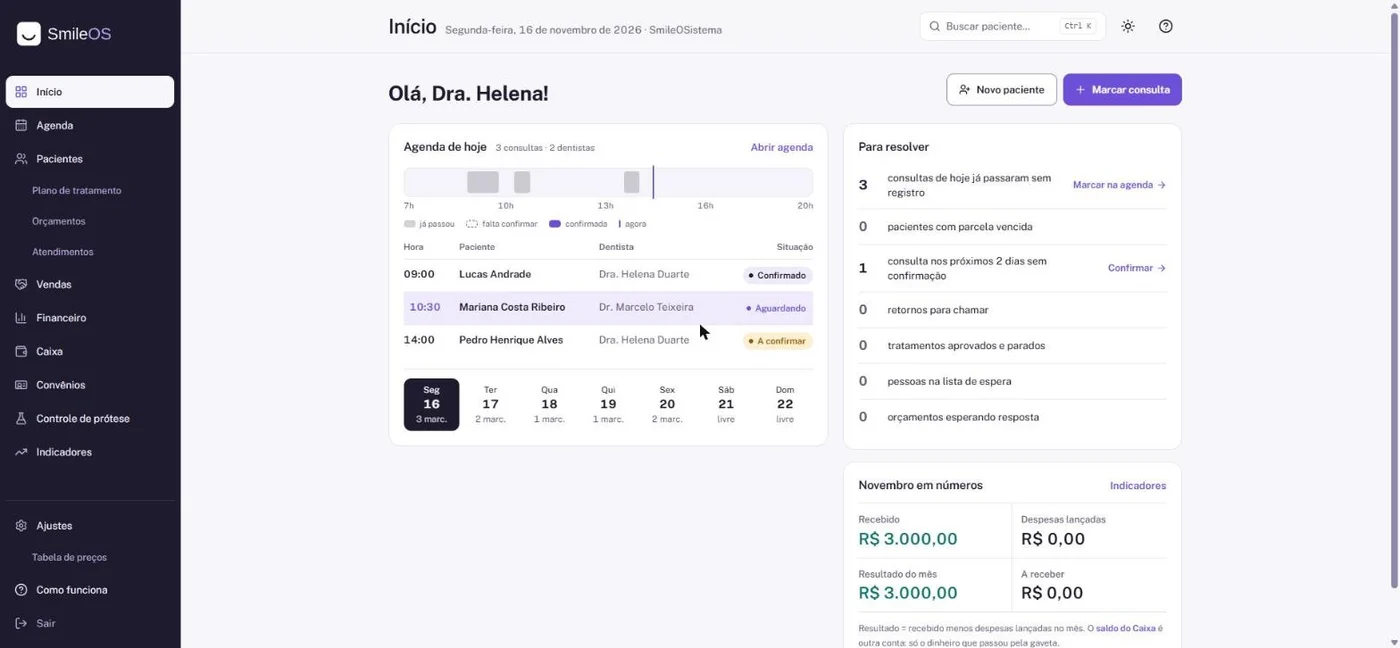 SmileOS
Início
Agenda
Pacientes
Plano de tratamento
Orçamentos
Atendimentos
Vendas
Financeiro
Caixa
Convênios
Controle de prótese
Indicadores
Ajustes
Tabela de preços
Como funciona
Sair
Início Segunda-feira, 16 de novembro de 2026 · SmileOSistema
Buscar paciente... Ctrl K
Olá, Dra. Helena!
Novo paciente
+ Marcar consulta
Agenda de hoje 3 consultas · 2 dentistas Abrir agenda
7h 10h 13h 16h 20h
já passou falta confirmar confirmada agora
Hora Paciente Dentista Situação
09:00 Lucas Andrade Dra. Helena Duarte Confirmado
10:30 Mariana Costa Ribeiro Dr. Marcelo Teixeira Aguardando
14:00 Pedro Henrique Alves Dra. Helena Duarte A confirmar
Seg Ter Qua Qui Sex Sáb Dom
16 17 18 19 20 21 22
3 marc. 2 marc. 1 marc. 1 marc. 2 marc. livre livre
Para resolver
3 consultas de hoje já passaram sem
registro
Marcar na agenda →
0 pacientes com parcela vencida
1 consulta nos próximos 2 dias sem
confirmação
Confirmar →
0 retornos para chamar
0 tratamentos aprovados e parados
0 pessoas na lista de espera
0 orçamentos esperando resposta
Novembro em números Indicadores
Recebido Despesas lançadas
R$ 3.000,00 R$ 0,00
Resultado do mês A receber
R$ 3.000,00 R$ 0,00
Resultado = recebido menos despesas lançadas no mês. O saldo do Caixa é
outra conta: só o dinheiro que passou pela gaveta.